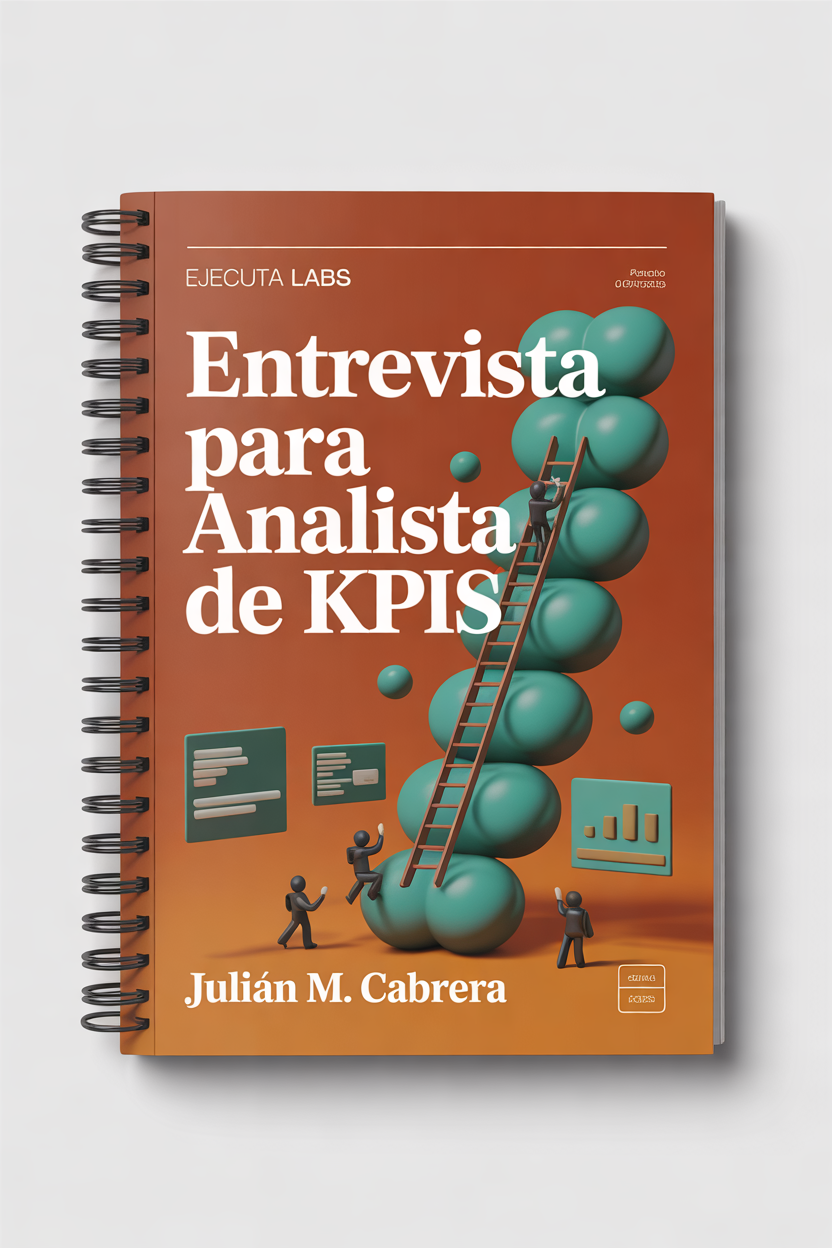 EJECUTA LABS
Entrevista
para
Analista
de KPIS
Julián M. Cabrera